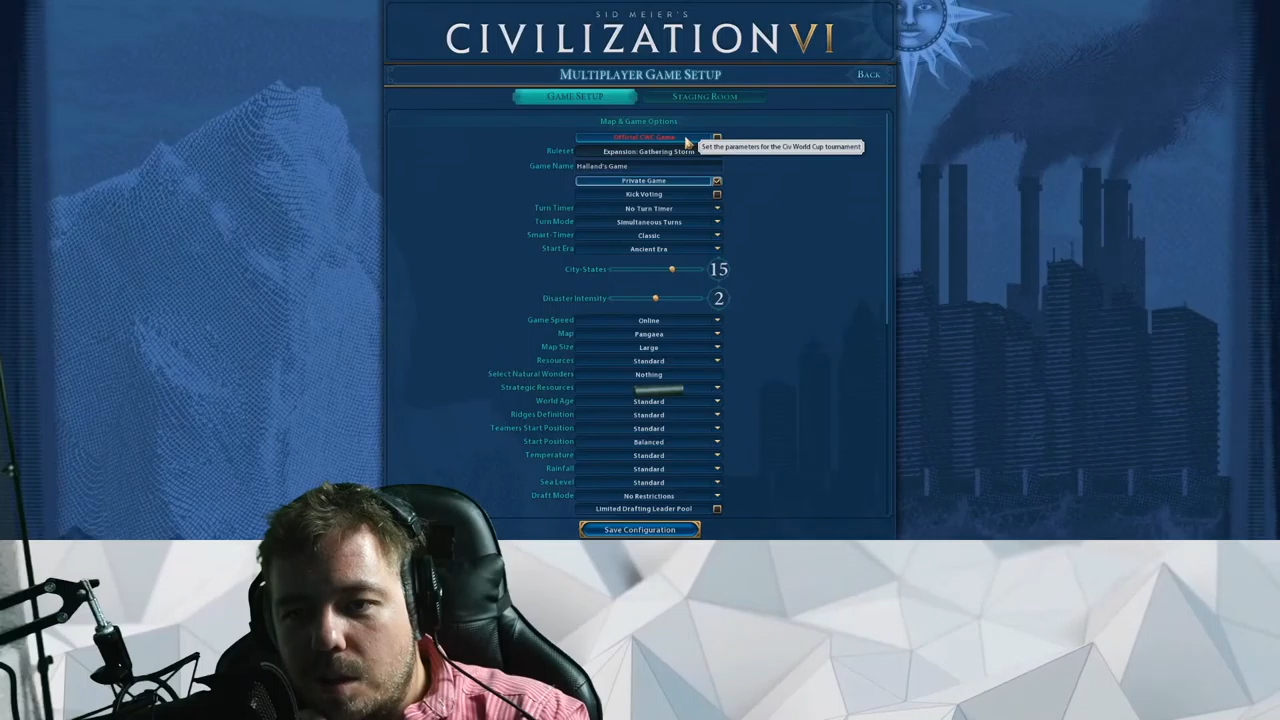 SID MEIER'S
CIVILIZATION VI
MULTIPLAYER GAME SETUP
BACK
GAME SETUP
STAGING ROOM
Map & Game Options
Official CWC Game
Set the parameters for the Civ World Cup tournament
Ruleset Expansion: Gathering Storm
Game Name Halland's Game
Private Game
Kick Voting
Turn Timer No Turn Timer
Turn Mode Simultaneous Turns
Smart-Timer Classic
Start Era Ancient Era
City-States 15
Disaster Intensity 2
Game Speed Online
Map Pangaea
Map Size Large
Resources Standard
Select Natural Wonders Nothing
Strategic Resources
World Age Standard
Ridges Definition Standard
Teamers Start Position Standard
Start Position Balanced
Temperature Standard
Rainfall Standard
Sea Level Standard
Draft Mode No Restrictions
Limited Drafting Leader Pool
Save Configuration